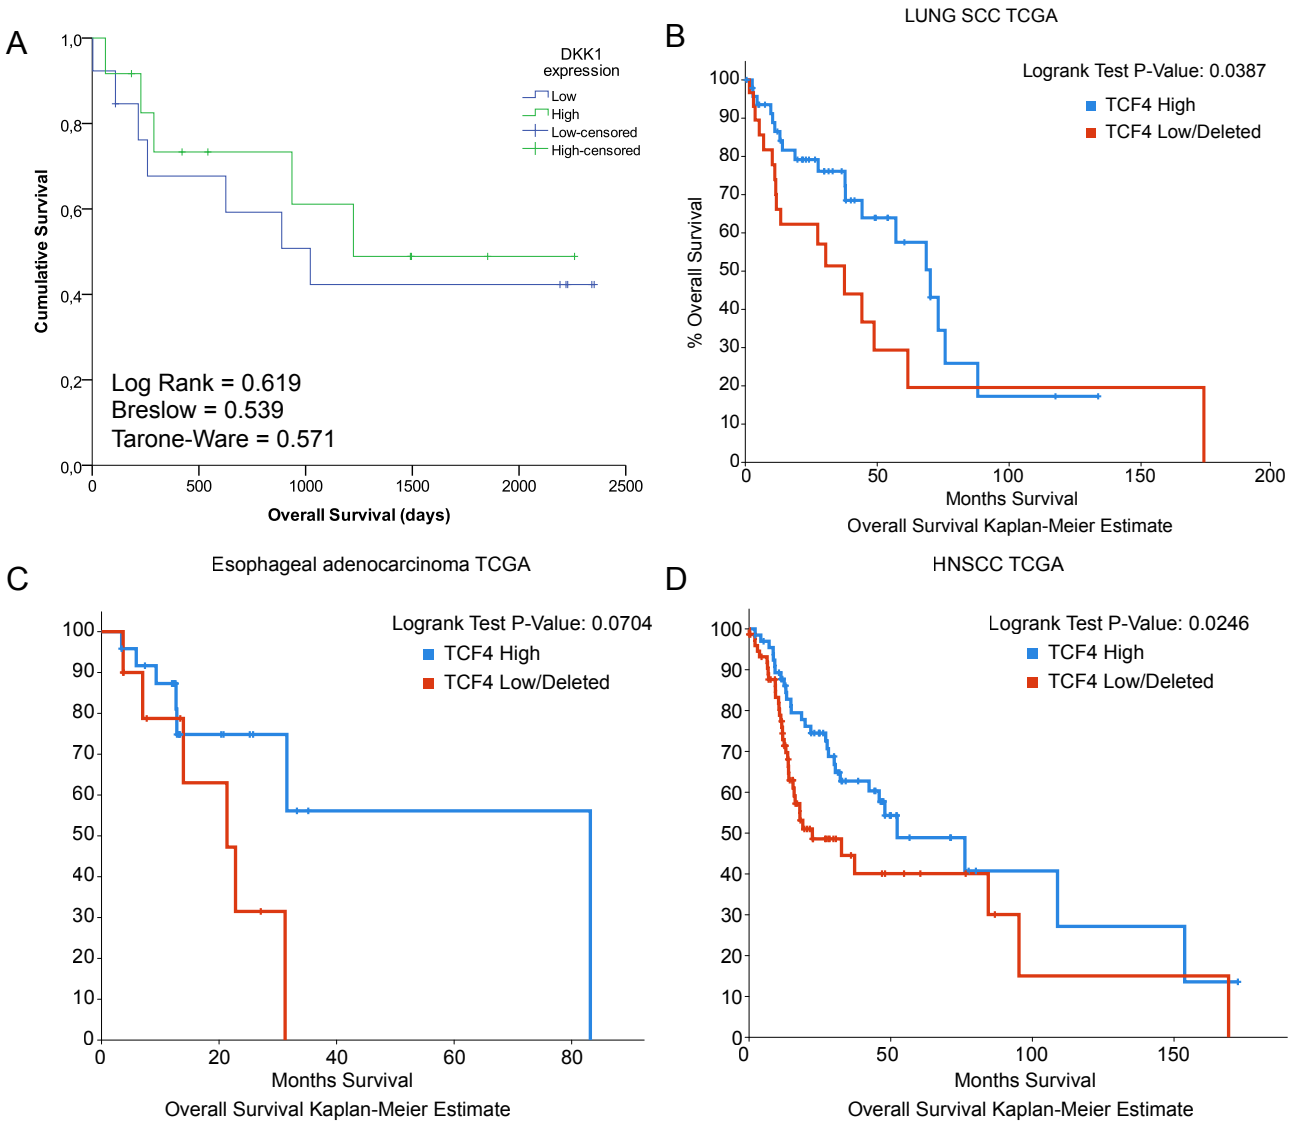 A
1,0
0,8
0,6
0,4
0,2
0,0
Cumulative Survival
DKK1
expression
Low
High
Low-censored
High-censored
Log Rank = 0.619
Breslow = 0.539
Tarone-Ware = 0.571
0 500 1000 1500 2000 2500
Overall Survival (days)
B
LUNG SCC TCGA
Logrank Test P-Value: 0.0387
TCF4 High
TCF4 Low/Deleted
100
90
80
70
60
50
40
30
20
10
0
% Overall Survival
0 50 100 150 200
Months Survival
Overall Survival Kaplan-Meier Estimate
C
Esophageal adenocarcinoma TCGA
Logrank Test P-Value: 0.0704
TCF4 High
TCF4 Low/Deleted
100
90
80
70
60
50
40
30
20
10
0
0 20 40 60 80
Months Survival
Overall Survival Kaplan-Meier Estimate
D
HNSCC TCGA
Logrank Test P-Value: 0.0246
TCF4 High
TCF4 Low/Deleted
100
90
80
70
60
50
40
30
20
10
0
0 50 100 150
Months Survival
Overall Survival Kaplan-Meier Estimate